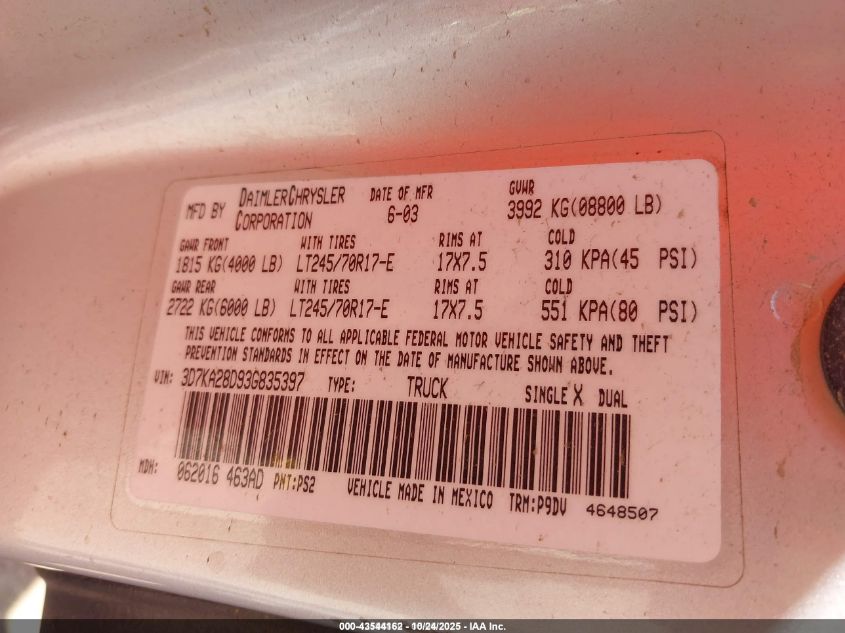 MFD BY DAIMLERCHRYSLER CORPORATION DATE OF MFR 6-03 GVWR 3992 KG(08800 LB)
GAWR FRONT WITH TIRES RIMS AT COLD
1815 KG(4000 LB) LT245/70R17-E 17X7.5 310 KPA(45 PSI)
GAWR REAR WITH TIRES RIMS AT COLD
2722 KG(6000 LB) LT245/70R17-E 17X7.5 551 KPA(80 PSI)
THIS VEHICLE CONFORMS TO ALL APPLICABLE FEDERAL MOTOR VEHICLE SAFETY AND THEFT
PREVENTION STANDARDS IN EFFECT ON THE DATE OF MANUFACTURE SHOWN ABOVE.
VIN: 3D7KA28D93G835397 TYPE: TRUCK SINGLE X DUAL
MDH: 062016 463AD PNT:PS2 VEHICLE MADE IN MEXICO TRM:P9DV 4648507
000-43544162 - 10/24/2025 - IAA Inc.